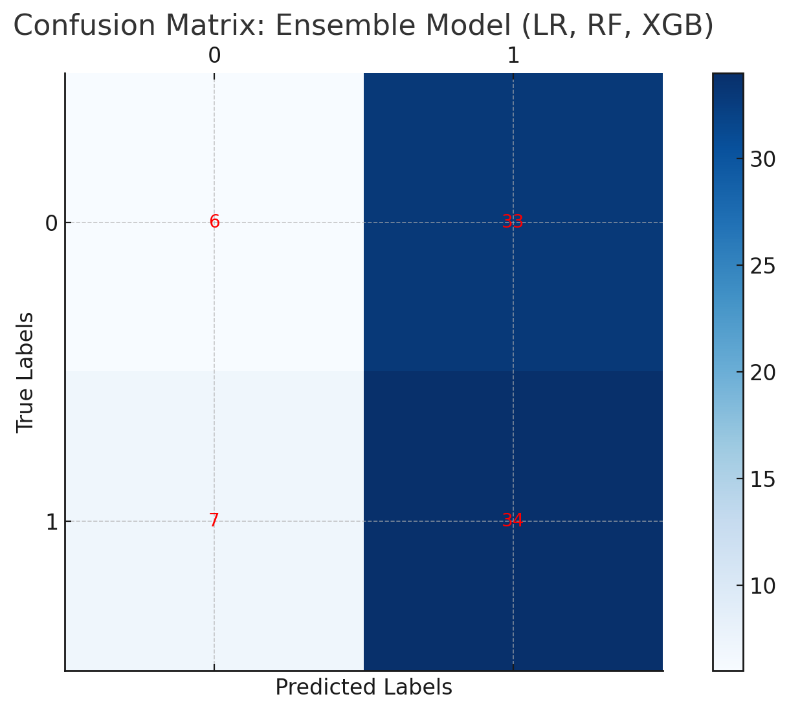 Confusion Matrix: Ensemble Model (LR, RF, XGB)
0 1
0 6 33
1 7 34
True Labels
Predicted Labels
30
25
20
15
10